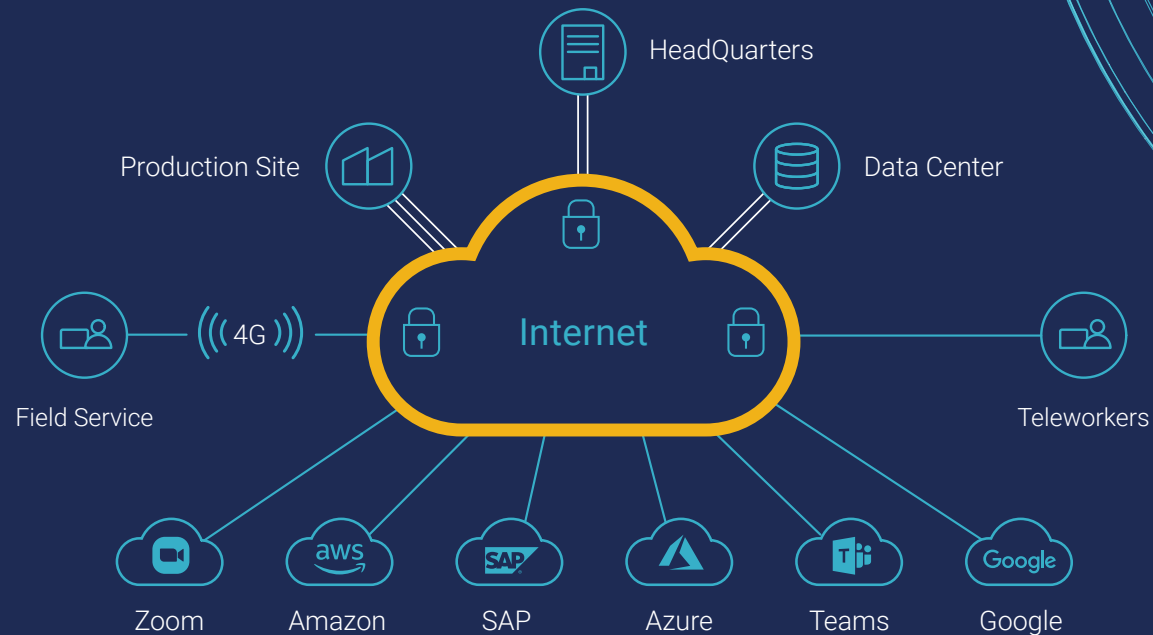 HeadQuarters
Production Site
Data Center
Internet
4G
Field Service
Teleworkers
aws
SAP
T
Google
Zoom
Amazon
SAP
Azure
Teams
Google